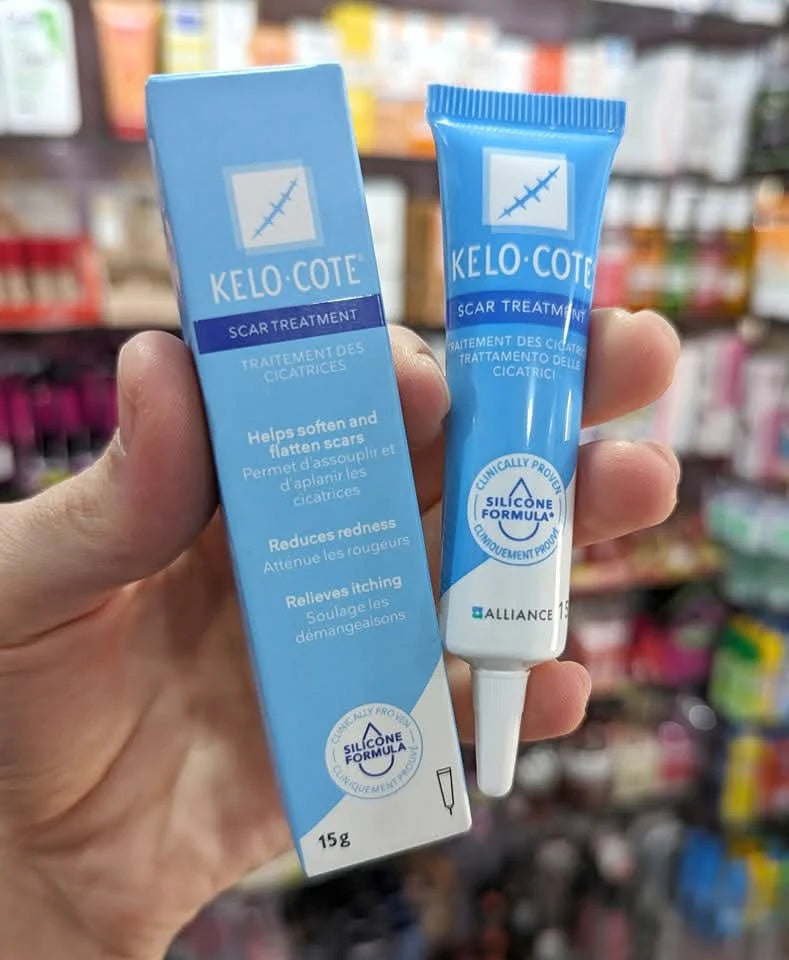 KELO·COTE®
SCAR TREATMENT
TRAITEMENT DES
CICATRICES
Helps soften and
flatten scars
Permet d'assouplir et
d'aplanir les
cicatrices
Reduces redness
Atténue les rougeurs
Relieves itching
Soulage les
démangeaisons
CLINICALLY PROVEN
SILICONE
FORMULA
CLINIQUEMENT PROUVÉ
15g
KELO·COTE
SCAR TREATMENT
TRAITEMENT DES CICATRIC
TRATTAMENTO DELLE
CICATRICI
CLINICALLY PROVEN
SILICONE
FORMULA*
CLINIQUEMENT PROUVÉ
ALLIANCE 15